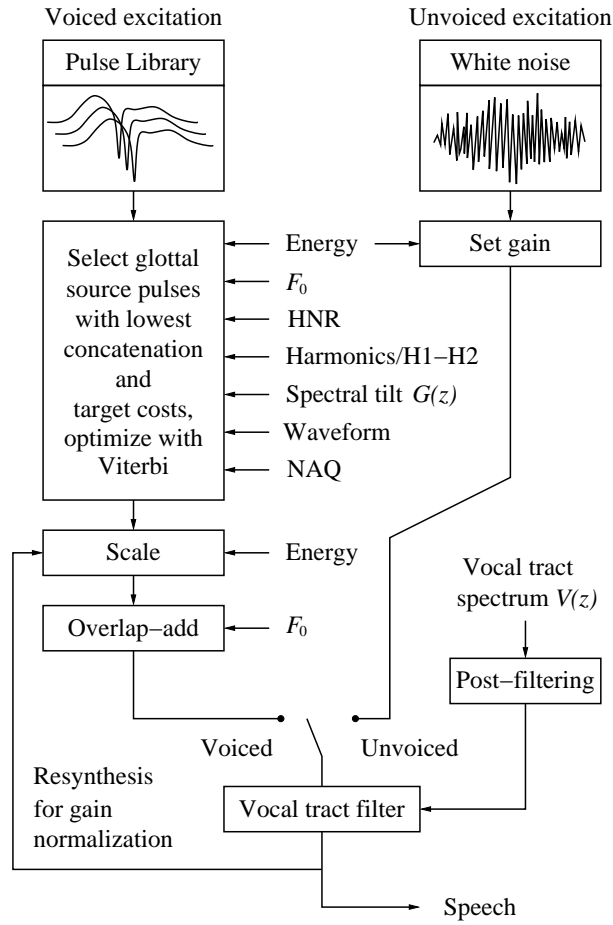 Voiced excitation
Unvoiced excitation
Pulse Library
White noise
Select glottal
source pulses
with lowest
concatenation
and
target costs,
optimize with
Viterbi
Energy
F₀
HNR
Harmonics/H1−H2
Spectral tilt G(z)
Waveform
NAQ
Set gain
Scale
Energy
Overlap−add
F₀
Vocal tract
spectrum V(z)
Post−filtering
Voiced
Unvoiced
Resynthesis
for gain
normalization
Vocal tract filter
Speech